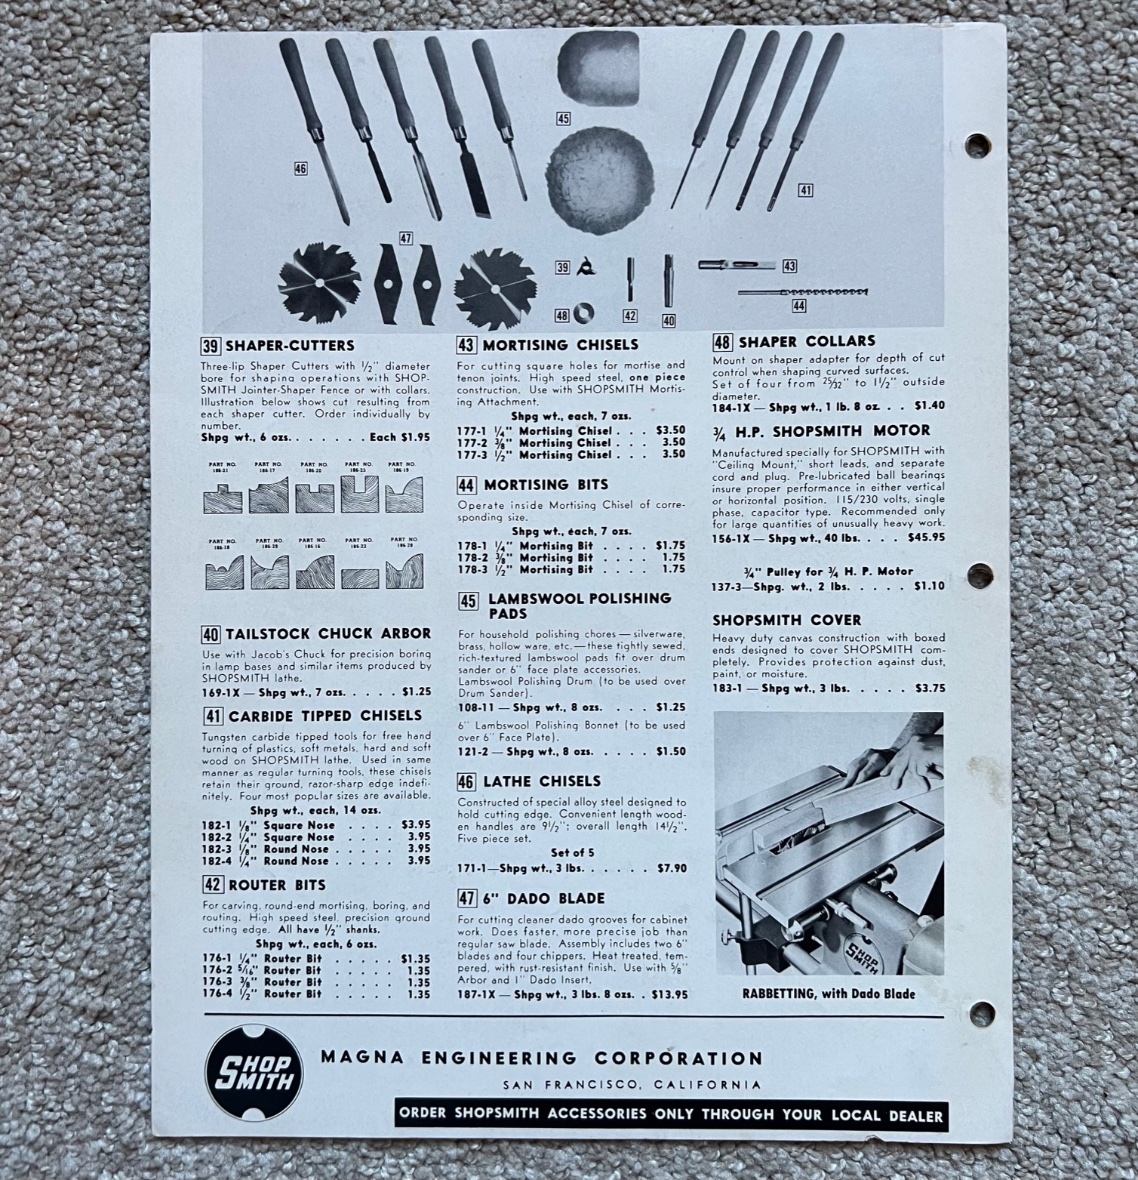 46
45
41
47
39
48
42
40
43
44
39 SHAPER-CUTTERS
Three-lip Shaper Cutters with 1/2" diameter
bore for shaping operations with SHOP-
SMITH Jointer-Shaper Fence or with collars.
Illustration below shows cut resulting from
each shaper cutter. Order individually by
number.
Shpg wt., 6 ozs. . . . . . . . Each $1.95
PART NO. PART NO. PART NO. PART NO. PART NO.
186-17 186-20 186-19
PART NO. PART NO. PART NO. PART NO. PART NO.
186-18 186-16
40 TAILSTOCK CHUCK ARBOR
Use with Jacob's Chuck for precision boring
in lamp bases and similar items produced by
SHOPSMITH lathe.
169-1X — Shpg wt., 7 ozs. . . . . $1.25
41 CARBIDE TIPPED CHISELS
Tungsten carbide tipped tools for free hand
turning of plastics, soft metals, hard and soft
wood on SHOPSMITH lathe. Used in same
manner as regular turning tools, these chisels
retain their ground, razor-sharp edge indefi-
nitely. Four most popular sizes are available.
Shpg wt., each, 14 ozs.
182-1 1/8" Square Nose . . . . $3.95
182-2 1/4" Square Nose . . . . 3.95
182-3 1/8" Round Nose . . . . 3.95
182-4 1/4" Round Nose . . . . . 3.95
42 ROUTER BITS
For carving, round-end mortising, boring, and
routing. High speed steel, precision ground
cutting edge. All have 1/2" shanks.
Shpg wt., each, 6 ozs.
176-1 1/4" Router Bit . . . . . $1.35
176-2 5/16" Router Bit . . . . . 1.35
176-3 3/8" Router Bit . . . . . 1.35
176-4 1/2" Router Bit . . . . . 1.35
43 MORTISING CHISELS
For cutting square holes for mortise and
tenon joints. High speed steel, one piece
construction. Use with SHOPSMITH Mortis-
ing Attachment.
Shpg wt., each, 7 ozs.
177-1 1/4" Mortising Chisel . . . $3.50
177-2 3/8" Mortising Chisel . . . 3.50
177-3 1/2" Mortising Chisel . . . 3.50
44 MORTISING BITS
Operate inside Mortising Chisel of corre-
sponding size.
Shpg wt., each, 7 ozs.
178-1 1/4" Mortising Bit . . . . $1.75
178-2 3/8" Mortising Bit . . . . 1.75
178-3 1/2" Mortising Bit . . . . 1.75
45 LAMBSWOOL POLISHING
PADS
For household polishing chores — silverware,
brass, hollow ware, etc.—these tightly sewed,
rich-textured lambswool pads fit over drum
sander or 6" face plate accessories.
Lambswool Polishing Drum (to be used over
Drum Sander).
108-11 — Shpg wt., 8 ozs. . . . . $1.25
6" Lambswool Polishing Bonnet (to be used
over 6" Face Plate).
121-2 — Shpg wt., 8 ozs. . . . . . $1.50
46 LATHE CHISELS
Constructed of special alloy steel designed to
hold cutting edge. Convenient length wood-
en handles are 9 1/2"; overall length 14 1/2".
Five piece set.
Set of 5
171-1—Shpg wt., 3 lbs. . . . . . . $7.90
47 6" DADO BLADE
For cutting cleaner dado grooves for cabinet
work. Does faster, more precise job than
regular saw blade. Assembly includes two 6"
blades and four chippers. Heat treated, tem-
pered, with rust-resistant finish. Use with 5/8"
Arbor and 1" Dado Insert.
187-1X — Shpg wt., 3 lbs. 8 ozs. . $13.95
48 SHAPER COLLARS
Mount on shaper adapter for depth of cut
control when shaping curved surfaces.
Set of four from 25/32" to 1 1/2" outside
diameter.
184-1X — Shpg wt., 1 lb. 8 oz. . . $1.40
3/4 H.P. SHOPSMITH MOTOR
Manufactured specially for SHOPSMITH with
"Ceiling Mount," short leads, and separate
cord and plug. Pre-lubricated ball bearings
insure proper performance in either vertical
or horizontal position. 115/230 volts, single
phase, capacitor type. Recommended only
for large quantities of unusually heavy work.
156-1X — Shpg wt., 40 lbs. . . . $45.95
3/4" Pulley for 3/4 H. P. Motor
137-3—Shpg. wt., 2 lbs. . . . . $1.10
SHOPSMITH COVER
Heavy duty canvas construction with boxed
ends designed to cover SHOPSMITH com-
pletely. Provides protection against dust,
paint, or moisture.
183-1 — Shpg wt., 3 lbs. . . . . . $3.75
SHOP
SMITH
RABBETTING, with Dado Blade
SHOP
SMITH
MAGNA ENGINEERING CORPORATION
SAN FRANCISCO, CALIFORNIA
ORDER SHOPSMITH ACCESSORIES ONLY THROUGH YOUR LOCAL DEALER